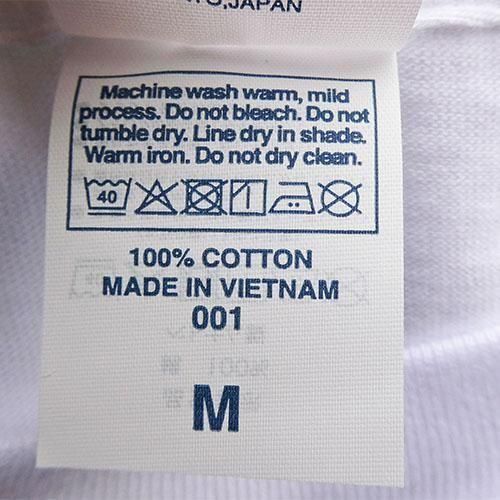 JAPAN
Machine wash warm, mild
process. Do not bleach. Do not
tumble dry. Line dry in shade.
Warm iron. Do not dry clean.
40
100% COTTON
MADE IN VIETNAM
001
M